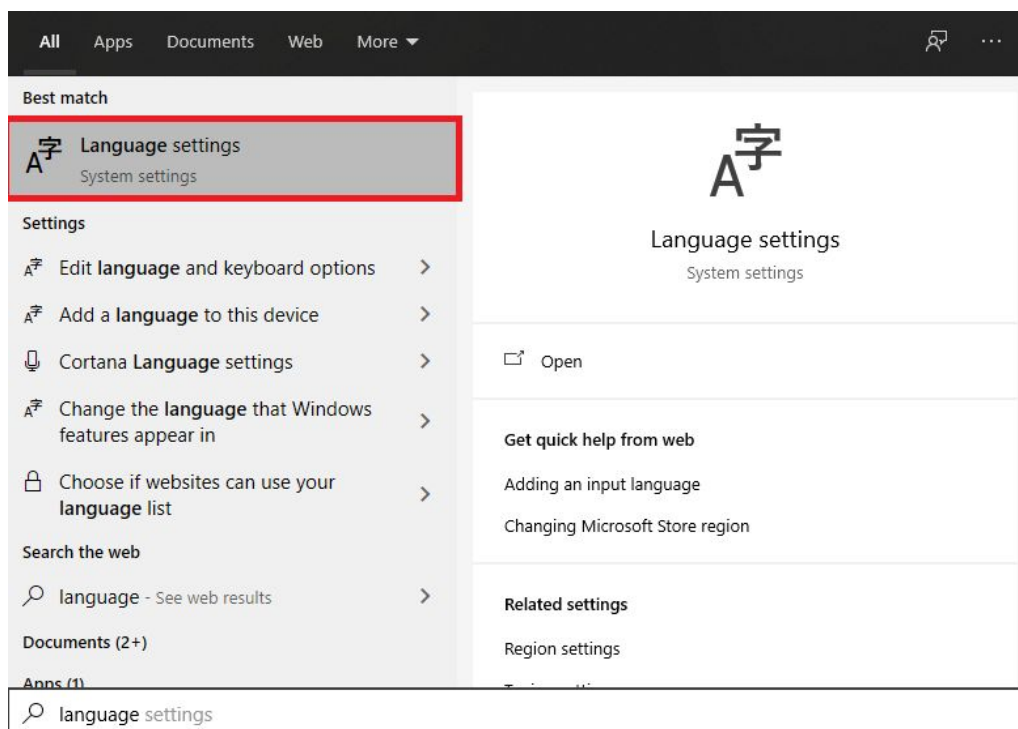 All Apps Documents Web More
Best match
Language settings
System settings
Settings
Edit language and keyboard options
Add a language to this device
Cortana Language settings
Change the language that Windows
features appear in
Choose if websites can use your
language list
Search the web
language - See web results
Documents (2+)
Apps (1)
A字
Language settings
System settings
Open
Get quick help from web
Adding an input language
Changing Microsoft Store region
Related settings
Region settings
language settings